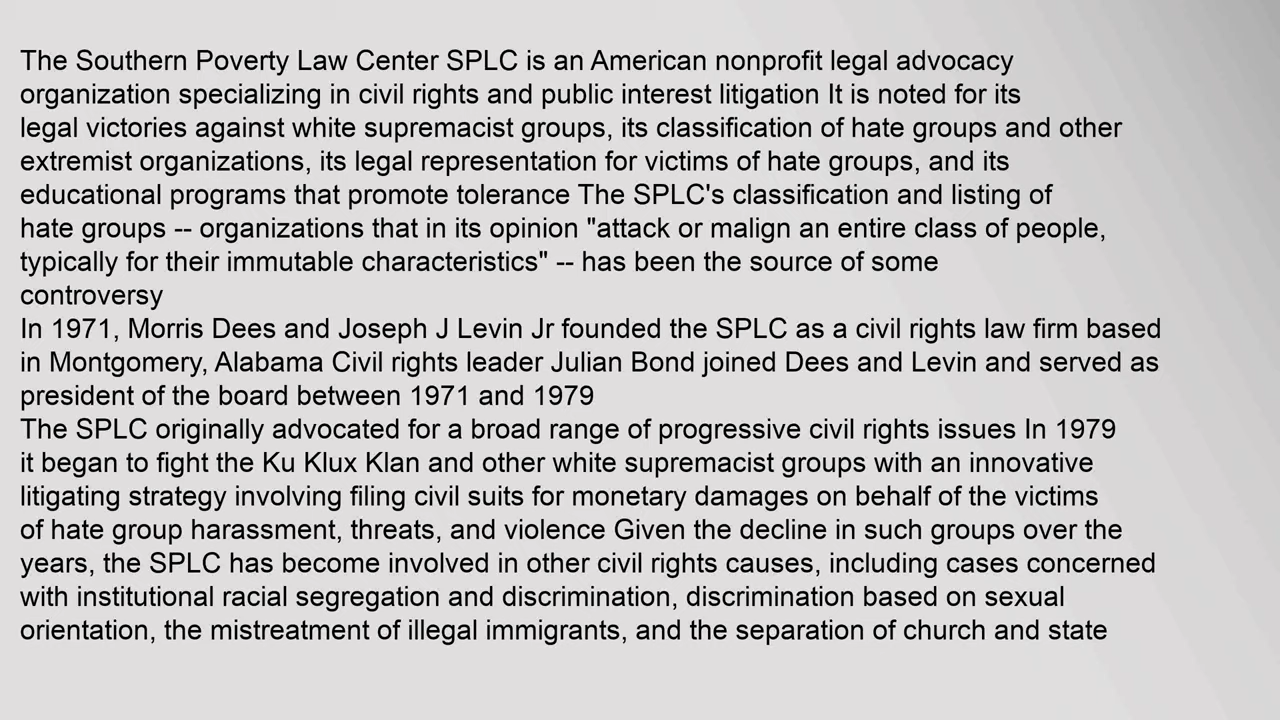 The Southern Poverty Law Center SPLC is an American nonprofit legal advocacy
organization specializing in civil rights and public interest litigation It is noted for its
legal victories against white supremacist groups, its classification of hate groups and other
extremist organizations, its legal representation for victims of hate groups, and its
educational programs that promote tolerance The SPLC's classification and listing of
hate groups -- organizations that in its opinion "attack or malign an entire class of people,
typically for their immutable characteristics" -- has been the source of some
controversy
In 1971, Morris Dees and Joseph J Levin Jr founded the SPLC as a civil rights law firm based
in Montgomery, Alabama Civil rights leader Julian Bond joined Dees and Levin and served as
president of the board between 1971 and 1979
The SPLC originally advocated for a broad range of progressive civil rights issues In 1979
it began to fight the Ku Klux Klan and other white supremacist groups with an innovative
litigating strategy involving filing civil suits for monetary damages on behalf of the victims
of hate group harassment, threats, and violence Given the decline in such groups over the
years, the SPLC has become involved in other civil rights causes, including cases concerned
with institutional racial segregation and discrimination, discrimination based on sexual
orientation, the mistreatment of illegal immigrants, and the separation of church and state